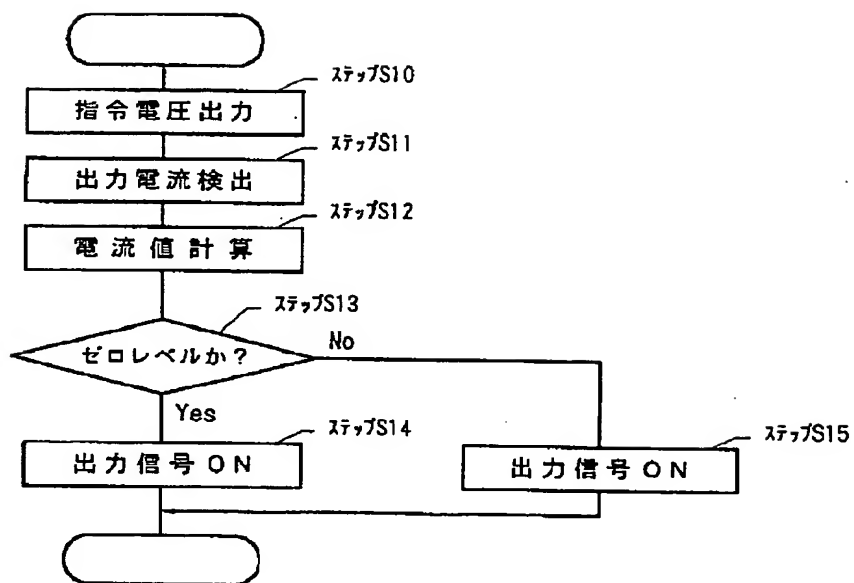 ステップS10
指令電圧出力
ステップS11
出力電流検出
ステップS12
電流値計算
ステップS13
ゼロレベルか?
No
Yes
ステップS14
出力信号ON
ステップS15
出力信号ON